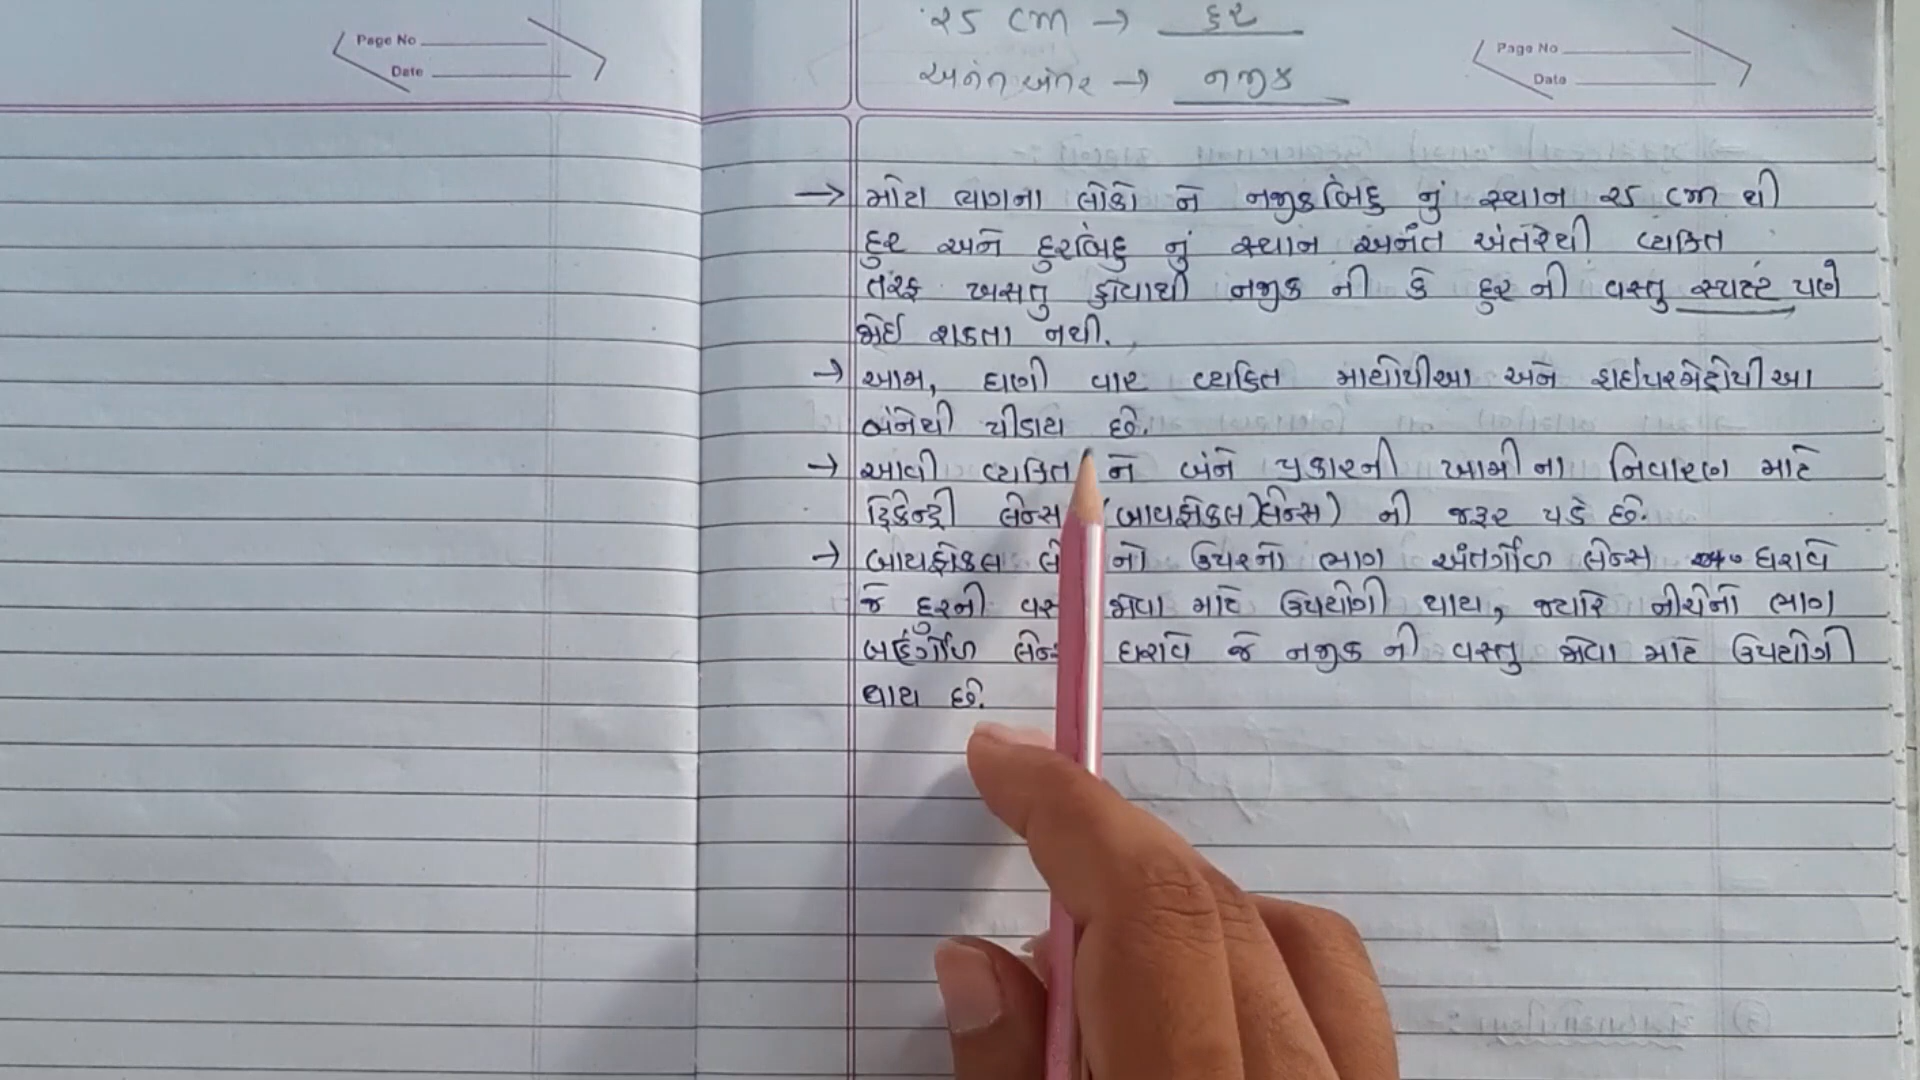 Page No
Date
૨૫ cm → દુર
અનંત અંતર → નજીક
Page No
Date
→ મોટા ભાગના લોકો ને નજીકબિંદુ નું સ્થાન ૨૫ cm થી
દુર અને દુરબિંદુ નું સ્થાન અનંત અંતરેથી વ્યકિત
તરફ ખસતુ હોવાથી નજીક ની કે દુર ની વસ્તુ સ્પષ્ટ પણે
જોઈ શકતા નથી.
→ આમ, ઘણી વાર વ્યકિત માયોપીઆ અને હાઈપરમેટ્રોપીઆ
બંનેથી પીડાય છે.
→ આવી વ્યકિત ને બંને પ્રકારની ખામીના નિવારણ માટે
દ્વિકેન્દ્રી લેન્સ (બાયફોકલ લેન્સ) ની જરૂર પડે છે.
→ બાયફોકલ નો ઉપરનો ભાગ અંતર્ગોળ લેન્સ ધરાવે
જે દુરની જોવા માટે ઉપયોગી થાય, જ્યારે નીચેનો ભાગ
બહિર્ગોળ ધરાવે જે નજીક ની વસ્તુ જોવા માટે ઉપયોગી
થાય છે.